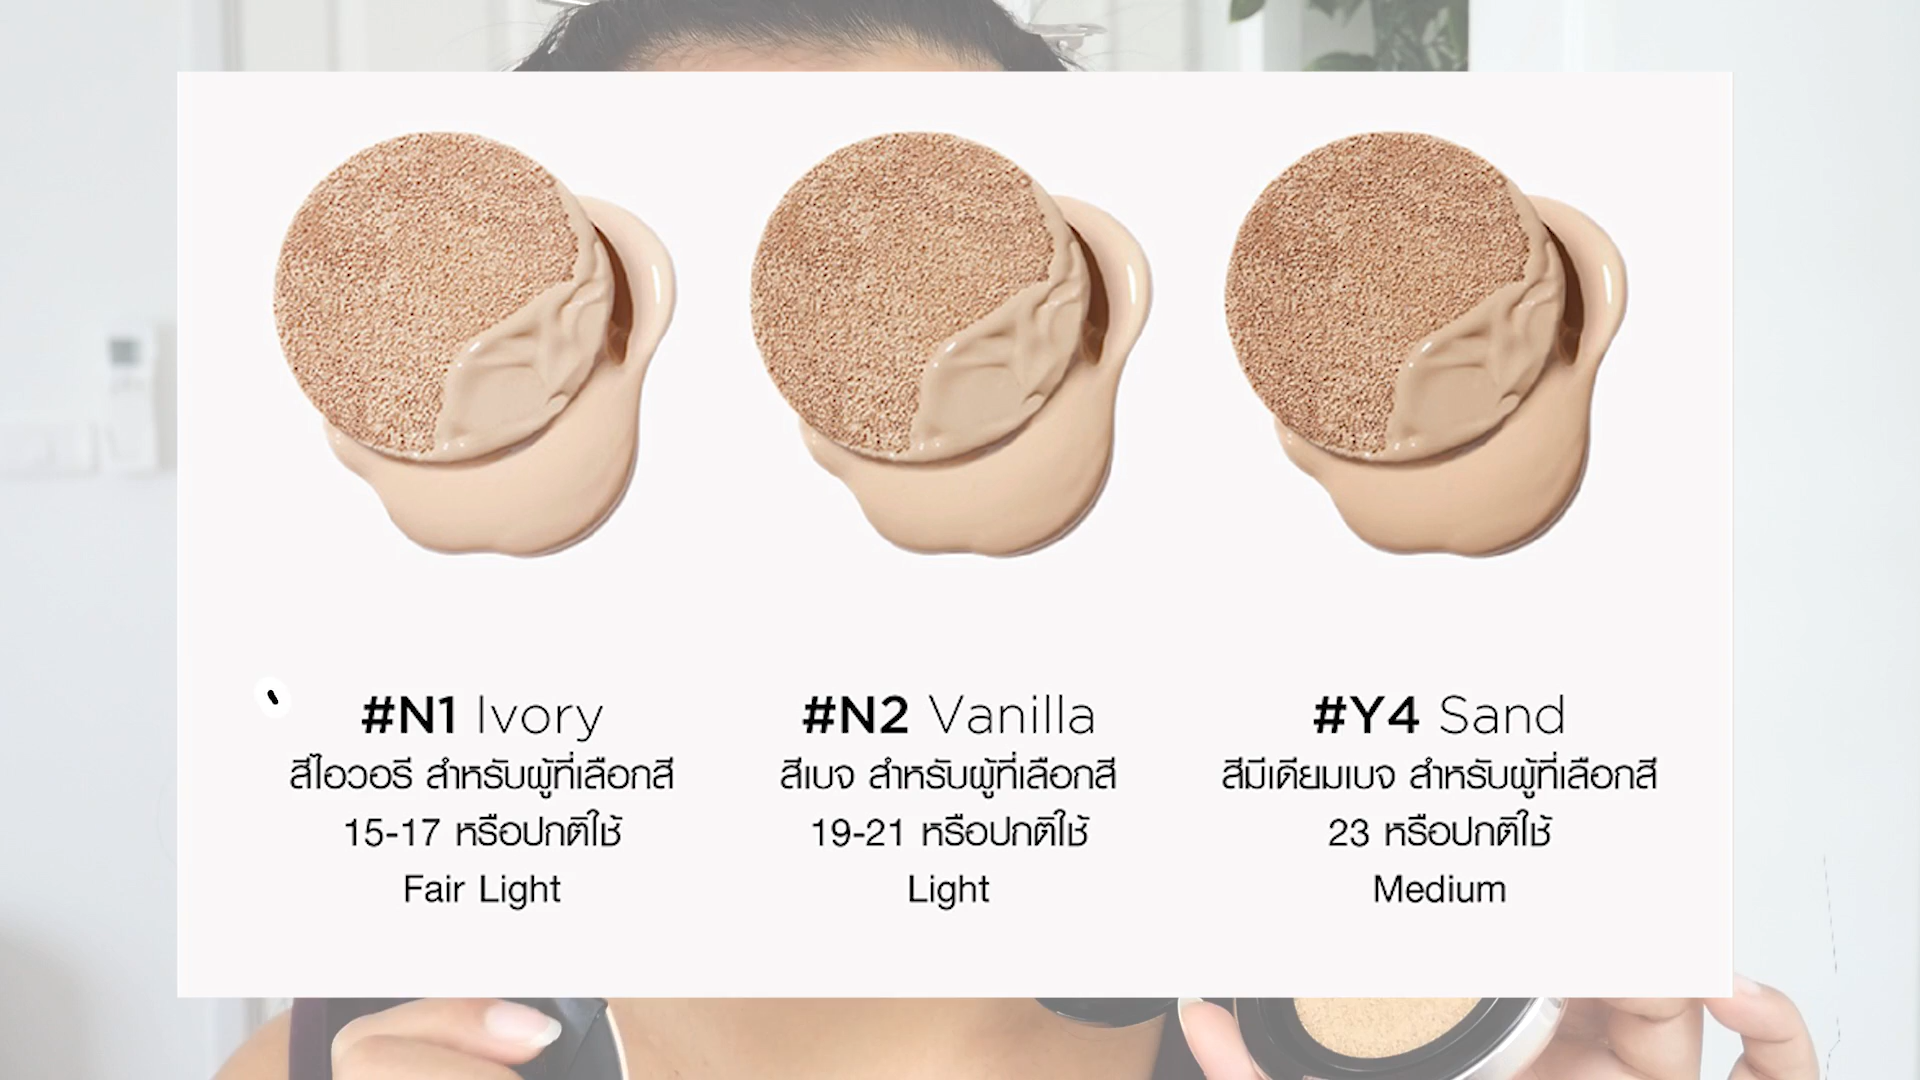 #N1 Ivory
สีไอวอรี สำหรับผู้ที่เลือกสี
15-17 หรือปกติใช้
Fair Light
#N2 Vanilla
สีเบจ สำหรับผู้ที่เลือกสี
19-21 หรือปกติใช้
Light
#Y4 Sand
สีมีเดียมเบจ สำหรับผู้ที่เลือกสี
23 หรือปกติใช้
Medium